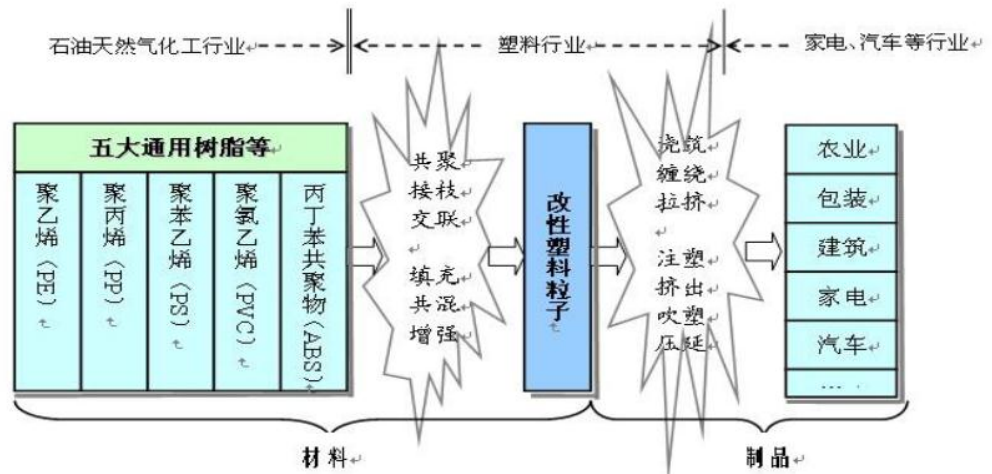 石油天然气化工行业
塑料行业
家电、汽车等行业
五大通用树脂等
聚乙烯(PE)
聚丙烯(PP)
聚苯乙烯(PS)
聚氯乙烯(PVC)
丙丁苯共聚物(ABS)
共聚
接枝
交联
填充
共混
增强
改性塑料粒子
浇筑
缠绕
拉挤
注塑
挤出
吹塑
压延
农业
包装
建筑
家电
汽车
...
材料
制品